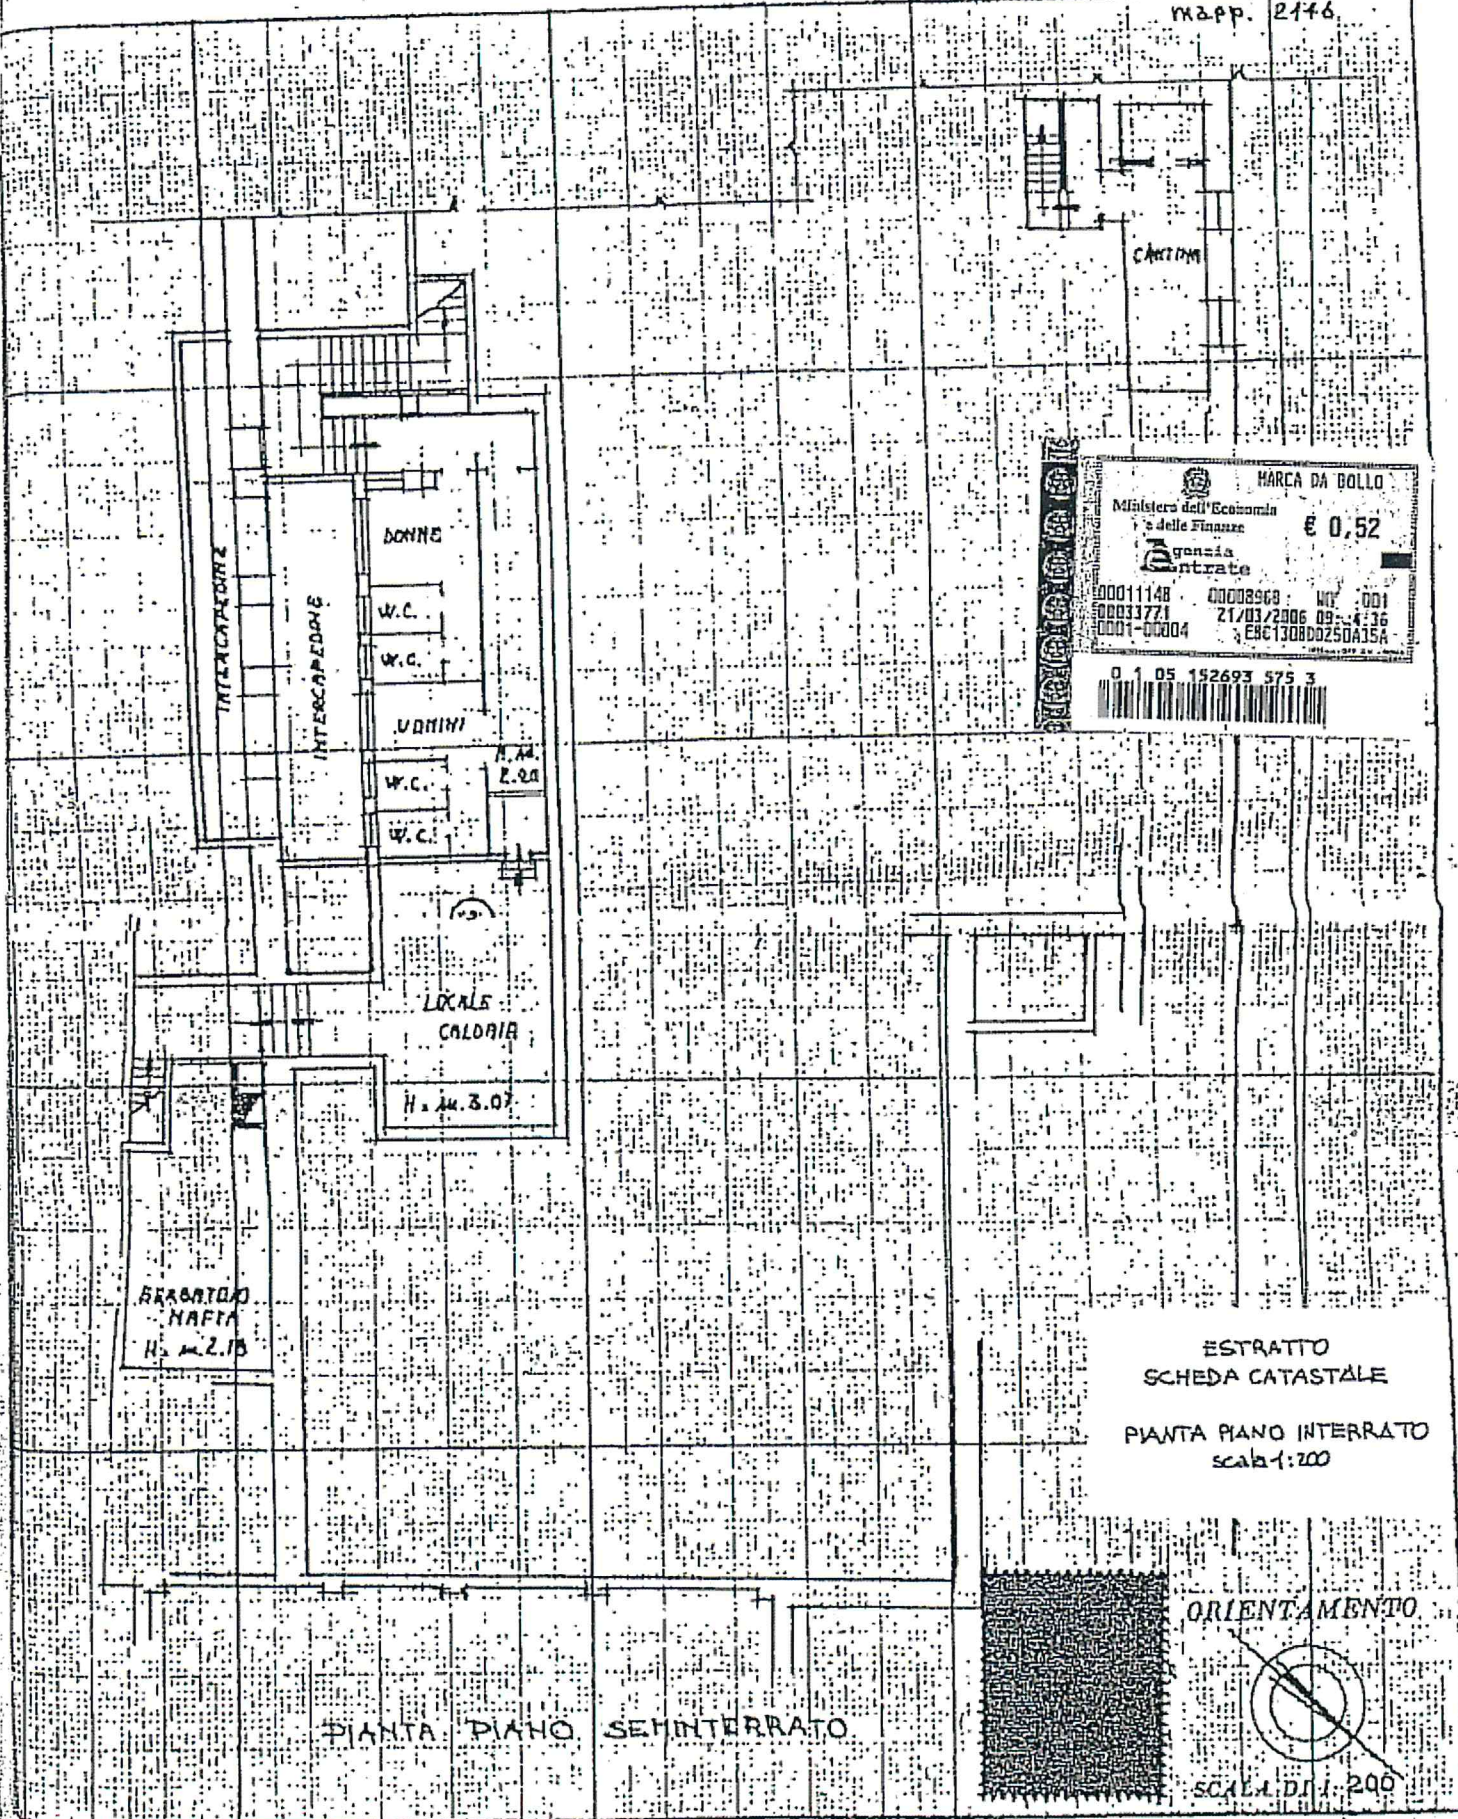 mapp. 2146
CANTINA
MARCA DA BOLLO
Ministero dell'Economia
e delle Finanze
€ 0,52
Agenzia
Entrate
00011148 00008968 001
00033771 21/03/2006
0001-00004 E8C1308D0250A35A
0 1 05 152693 575 3
DONNE
W.C.
W.C.
INTERCAPEDINE
INTERCAPEDINE
UOMINI
W.C.
W.C.
LOCALE
CALDAIA
H = m. 3.07
SERBATOIO
NAFTA
H = m. 2.18
ESTRATTO
SCHEDA CATASTALE
PIANTA PIANO INTERRATO
scala 1:200
ORIENTAMENTO
PIANTA PIANO SEMINTERRATO
SCALA DI 1: 200